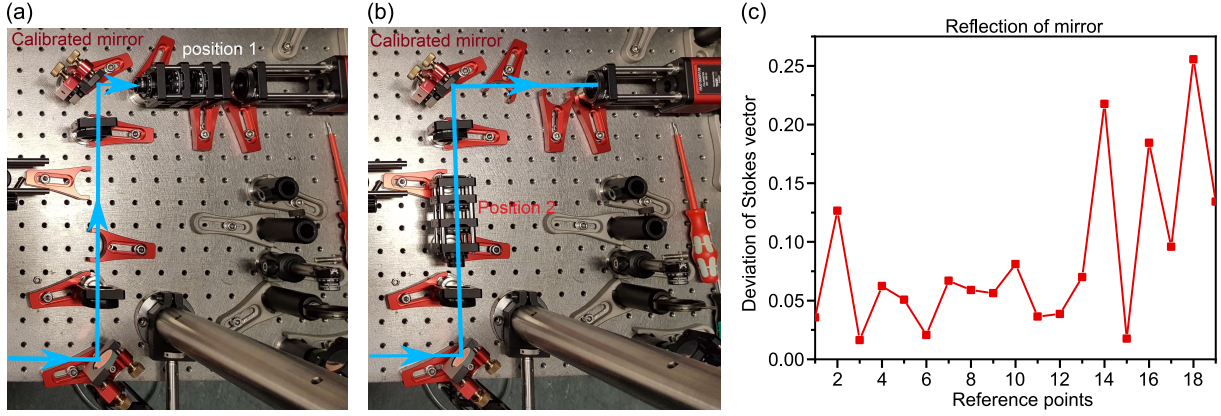 (a)
Calibrated mirror
position 1
(b)
Calibrated mirror
Position 2
(c)
Reflection of mirror
Deviation of Stokes vector
0.25
0.20
0.15
0.10
0.05
0.00
2 4 6 8 10 12 14 16 18
Reference points